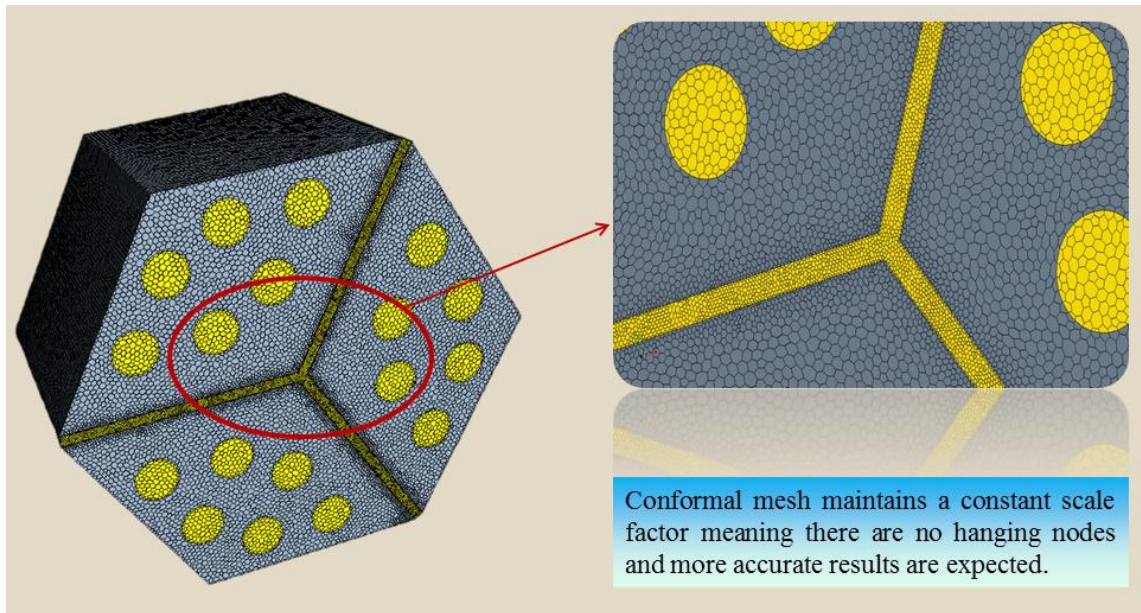 Conformal mesh maintains a constant scale
factor meaning there are no hanging nodes
and more accurate results are expected.